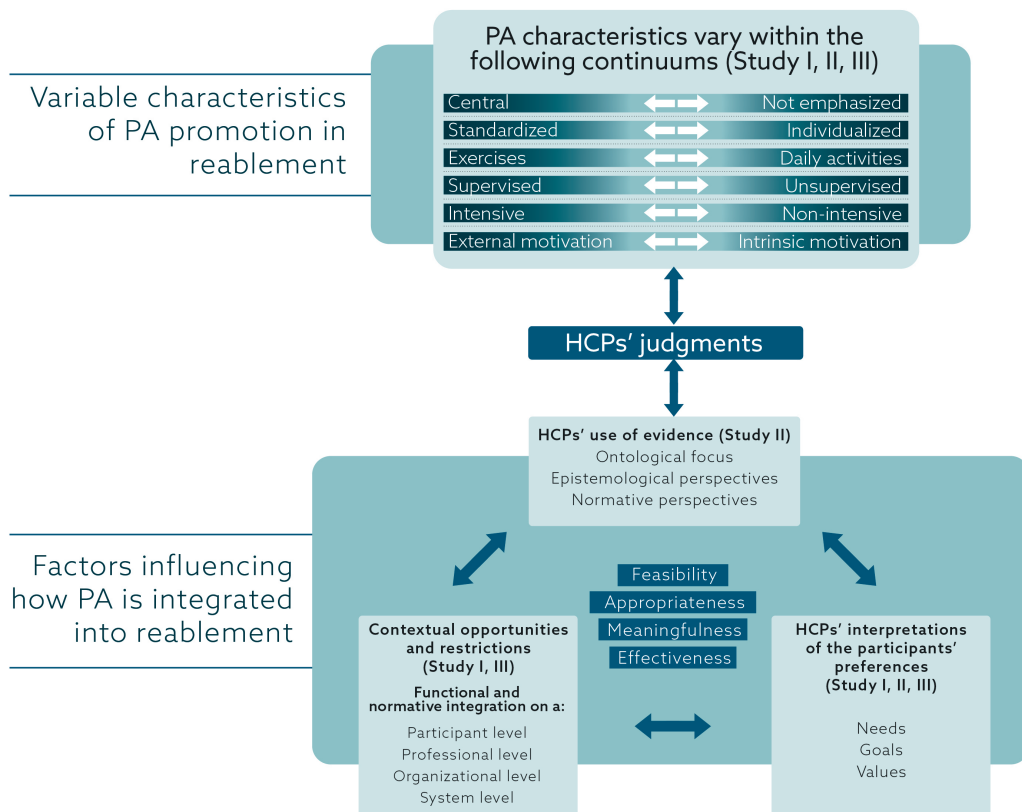 PA characteristics vary within the
following continuums (Study I, II, III)
Variable characteristics
of PA promotion in
reablement
Central Not emphasized
Standardized Individualized
Exercises Daily activities
Supervised Unsupervised
Intensive Non-intensive
External motivation Intrinsic motivation
HCPs' judgments
HCPs' use of evidence (Study II)
Ontological focus
Epistemological perspectives
Normative perspectives
Factors influencing
how PA is integrated
into reablement
Feasibility
Appropriateness
Meaningfulness
Effectiveness
Contextual opportunities
and restrictions
(Study I, III)
Functional and
normative integration on a:
Participant level
Professional level
Organizational level
System level
HCPs' interpretations
of the participants'
preferences
(Study I, II, III)
Needs
Goals
Values